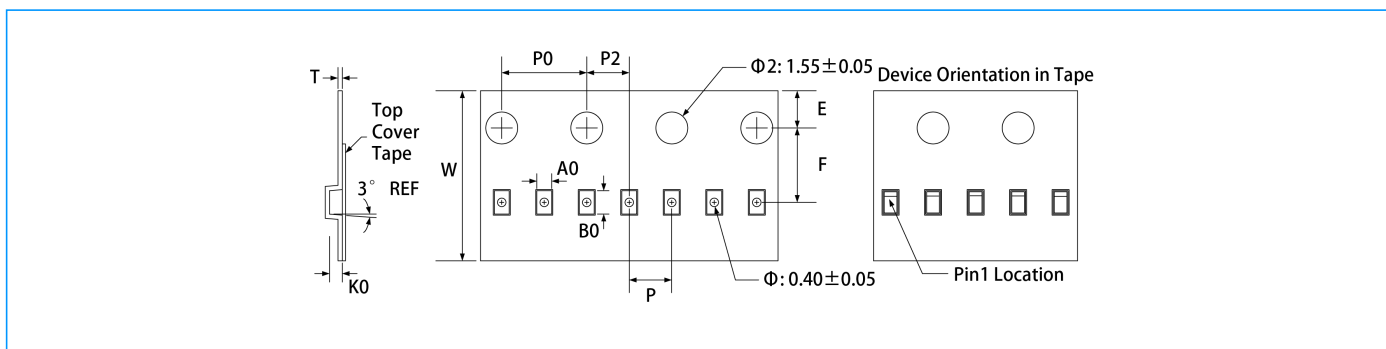 P0
P2
Φ2: 1.55±0.05
Device Orientation in Tape
T
Top
Cover
Tape
E
W
A0
F
3° REF
B0
K0
P
Φ: 0.40±0.05
Pin1 Location